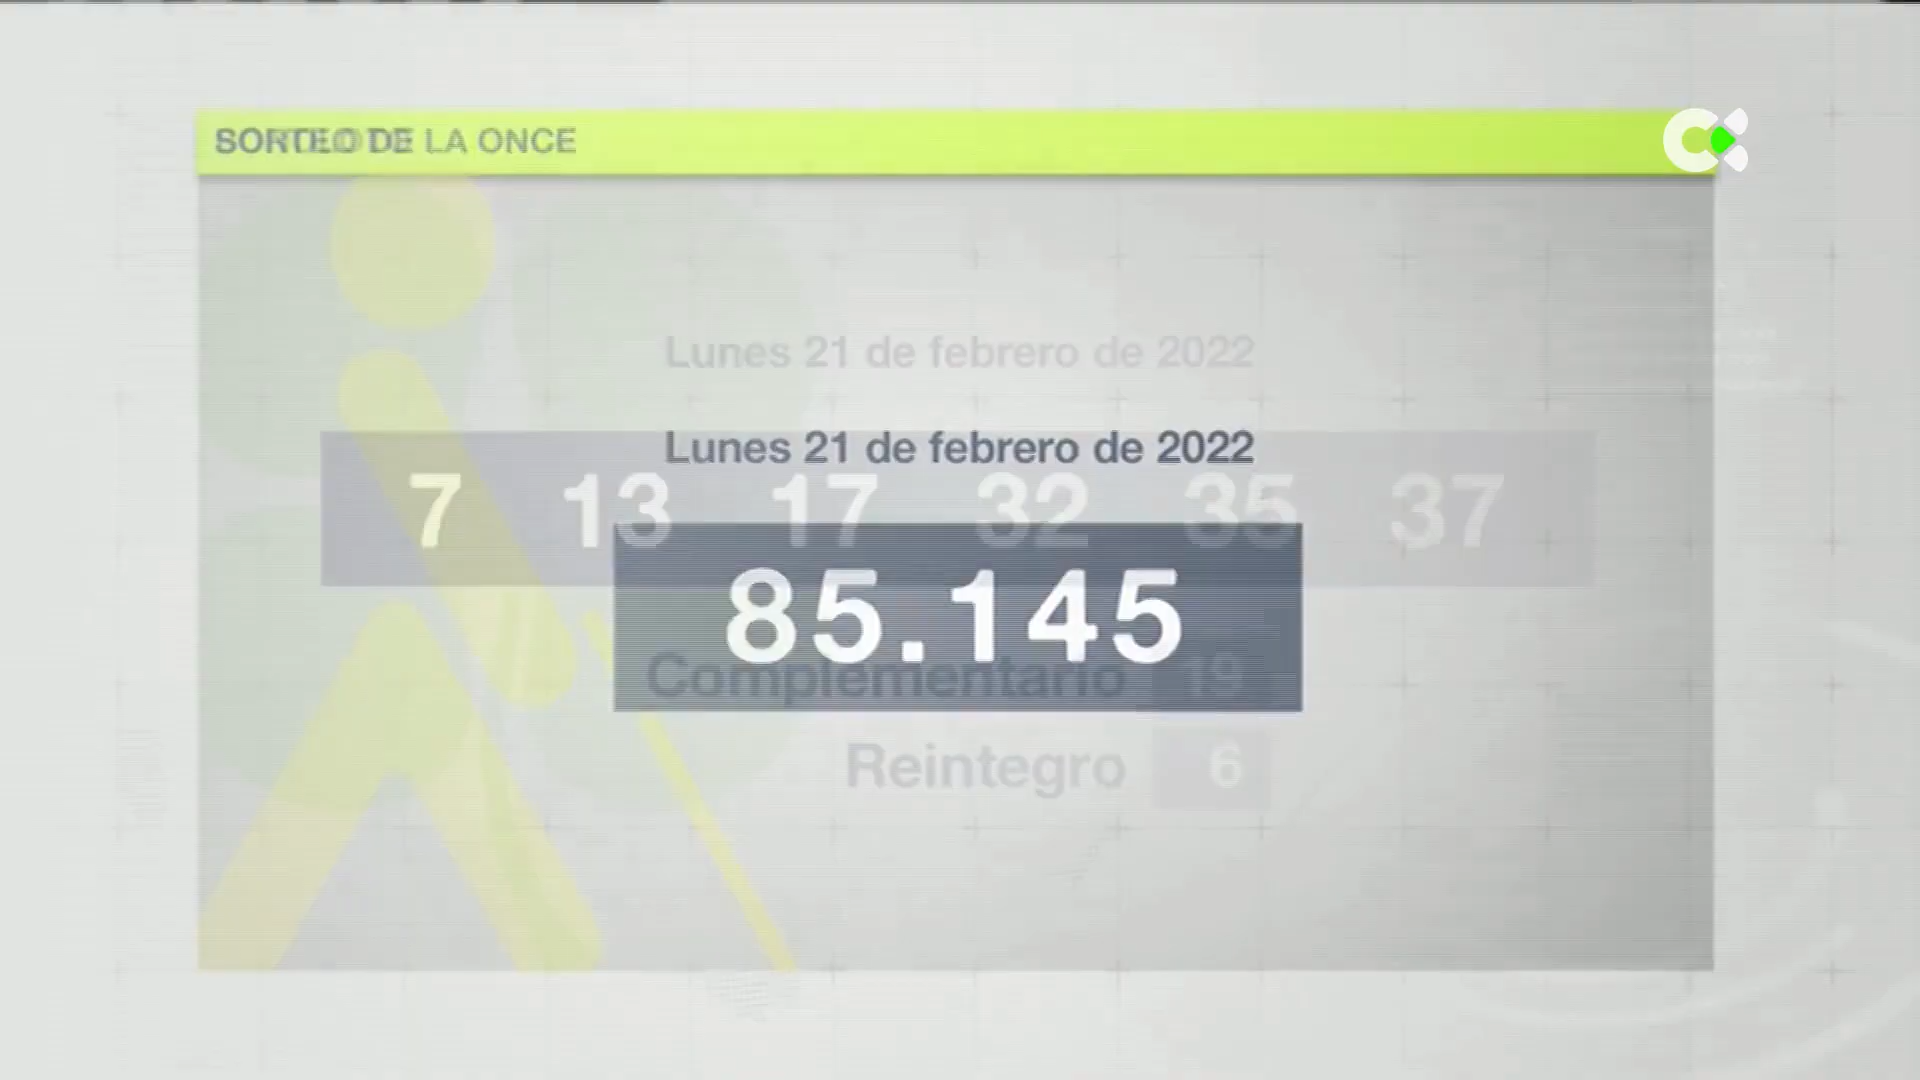 SORTEO DE LA ONCE
Lunes 21 de febrero de 2022
Lunes 21 de febrero de 2022
7 13 17 32 35 37
85.145
Complementario 19
Reintegro 6